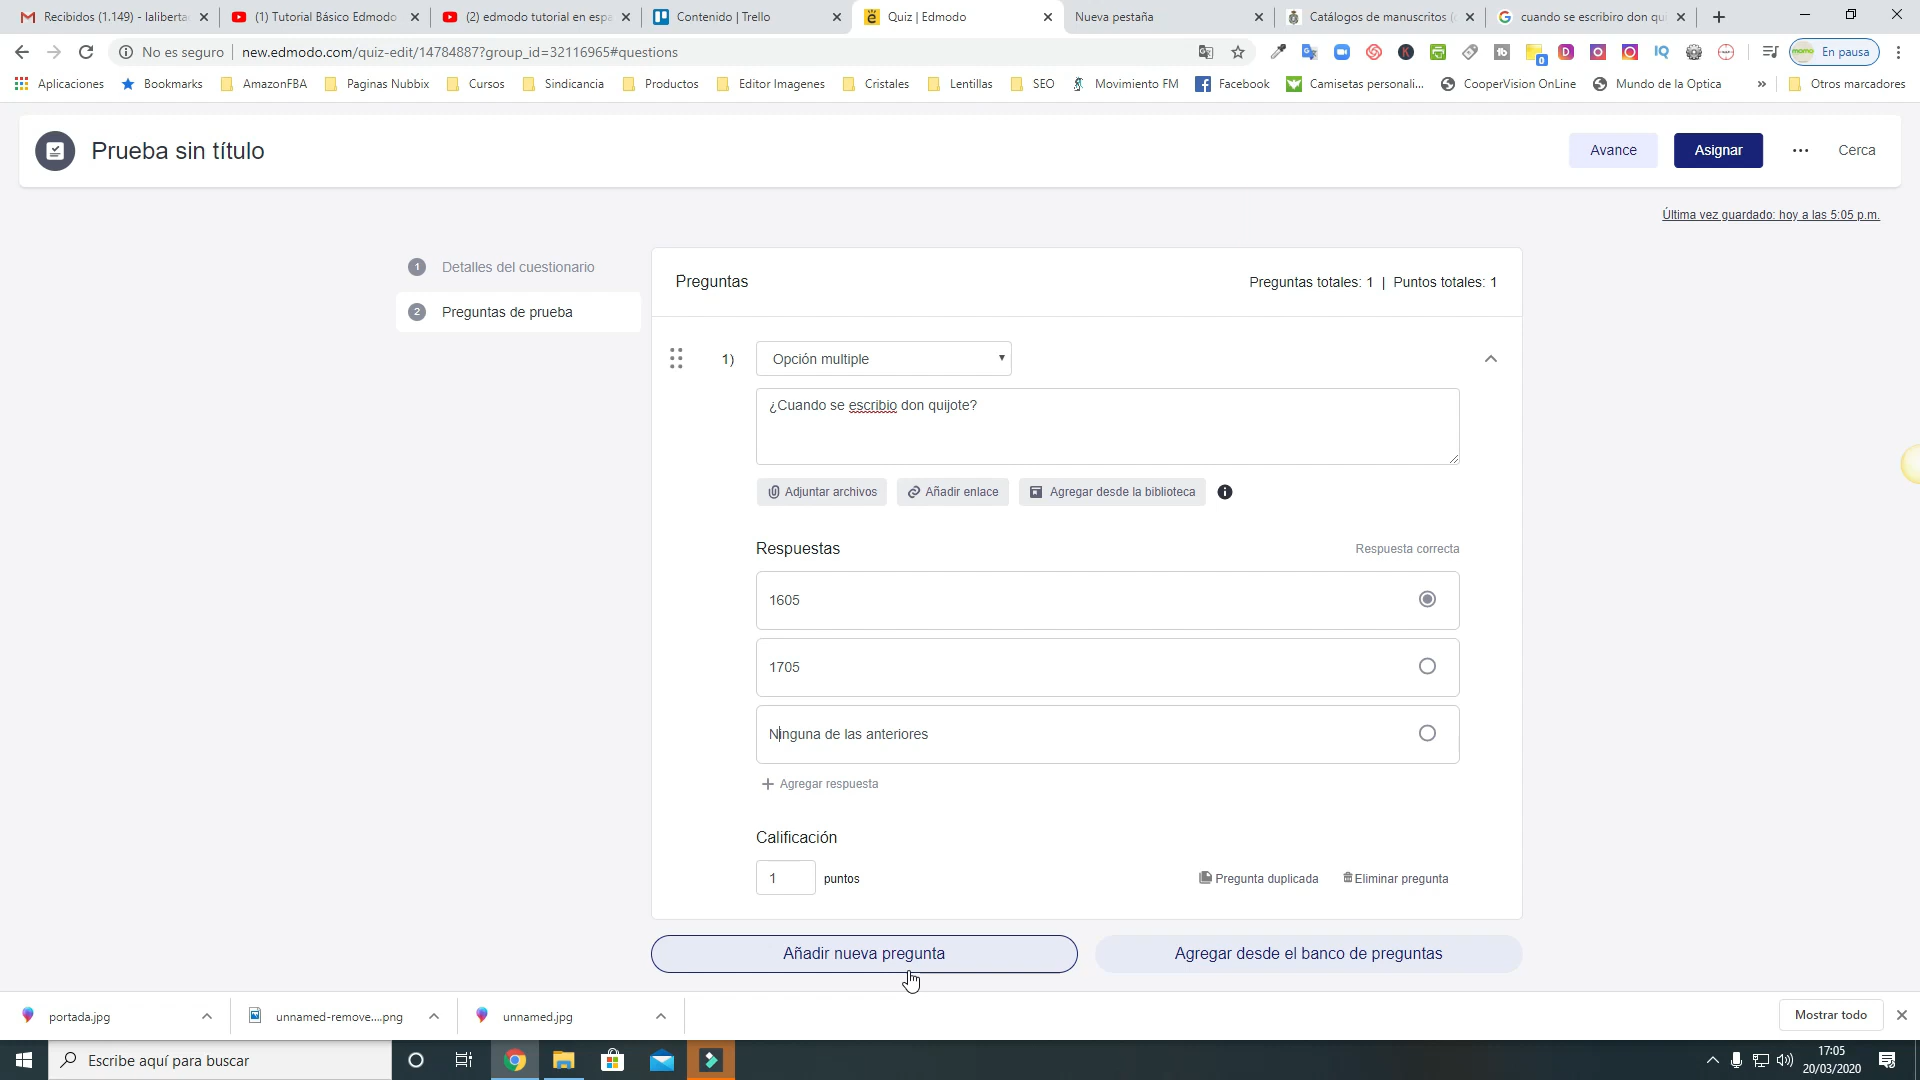 Recibidos (1.149) - laliberta
(1) Tutorial Básico Edmodo
(2) edmodo tutorial en espa
Contenido | Trello
Quiz | Edmodo
Nueva pestaña
Catálogos de manuscritos (
cuando se escribiro don qui
No es seguro
new.edmodo.com/quiz-edit/14784887?group_id=32116965#questions
En pausa
Aplicaciones
Bookmarks
AmazonFBA
Paginas Nubbix
Cursos
Sindicancia
Productos
Editor Imagenes
Cristales
Lentillas
SEO
Movimiento FM
Facebook
Camisetas personali...
CooperVision OnLine
Mundo de la Optica
»
Otros marcadores
Prueba sin título
Avance
Asignar
Cerca
Última vez guardado: hoy a las 5:05 p.m.
1 Detalles del cuestionario
2 Preguntas de prueba
Preguntas
Preguntas totales: 1 | Puntos totales: 1
1)
Opción multiple
¿Cuando se escribio don quijote?
Adjuntar archivos
Añadir enlace
Agregar desde la biblioteca
Respuestas
Respuesta correcta
1605
1705
Ninguna de las anteriores
+ Agregar respuesta
Calificación
1 puntos
Pregunta duplicada
Eliminar pregunta
Añadir nueva pregunta
Agregar desde el banco de preguntas
portada.jpg
unnamed-remove....png
unnamed.jpg
Mostrar todo
Escribe aquí para buscar
17:05
20/03/2020